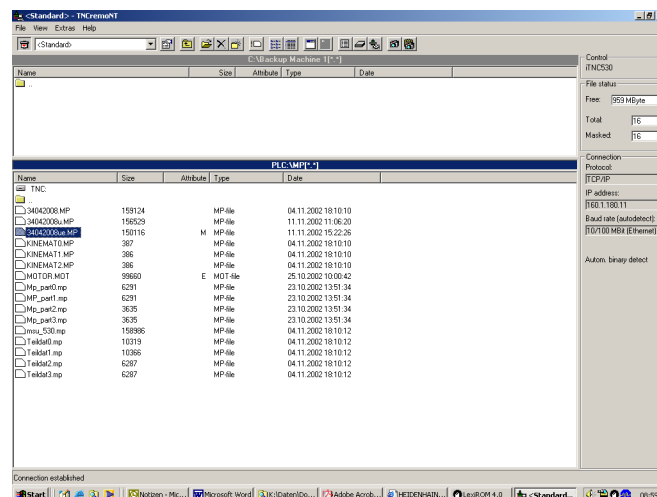 <Standard> - TNCremoNT
File View Extras Help
<Standard>
C:\Backup Machine 1[*.*]
Name Size Attribute Type Date
..
PLC:\MP[*.*]
Name Size Attribute Type Date
TNC:
..
34042008.MP 159124 MP-file 04.11.2002 18:10:10
34042008u.MP 156529 MP-file 11.11.2002 11:06:20
34042008ue.MP 150116 M MP-file 11.11.2002 15:22:26
KINEMAT0.MP 387 MP-file 04.11.2002 18:10:10
KINEMAT1.MP 386 MP-file 04.11.2002 18:10:10
KINEMAT2.MP 386 MP-file 04.11.2002 18:10:10
MOTOR.MOT 99660 E MOT-file 25.10.2002 10:00:42
Mp_part0.mp 6291 MP-file 23.10.2002 13:51:34
MP_part1.mp 6291 MP-file 23.10.2002 13:51:34
Mp_part2.mp 3635 MP-file 23.10.2002 13:51:34
Mp_part3.mp 3635 MP-file 23.10.2002 13:51:34
msu_530.mp 158986 MP-file 04.11.2002 18:10:12
Teildat0.mp 10319 MP-file 04.11.2002 18:10:12
Teildat1.mp 10366 MP-file 04.11.2002 18:10:12
Teildat2.mp 6287 MP-file 04.11.2002 18:10:12
Teildat3.mp 6287 MP-file 04.11.2002 18:10:12
Control
iTNC530
File status
Free: 959 MByte
Total: 16
Masked: 16
Connection
Protocol:
TCP/IP
IP address:
160.1.180.11
Baud rate (autodetect):
10/100 MBit (Ethernet)
Autom. binary detect
Connection established
Start Notizen - Mic... Microsoft Word K:\Daten\Do... Adobe Acrob... HEIDENHAIN... LexiROM 4.0 <Standard...